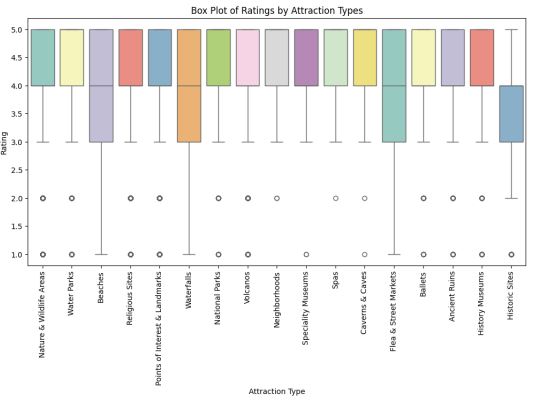 Box Plot of Ratings by Attraction Types
Rating
5.0
4.5
4.0
3.5
3.0
2.5
2.0
1.5
1.0
Nature & Wildlife Areas
Water Parks
Beaches
Religious Sites
Points of Interest & Landmarks
Waterfalls
National Parks
Volcanos
Neighborhoods
Speciality Museums
Spas
Caverns & Caves
Flea & Street Markets
Ballets
Ancient Ruins
History Museums
Historic Sites
Attraction Type